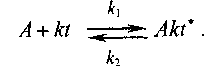 k₁
A + kt ⇌ Akt* .
k₂